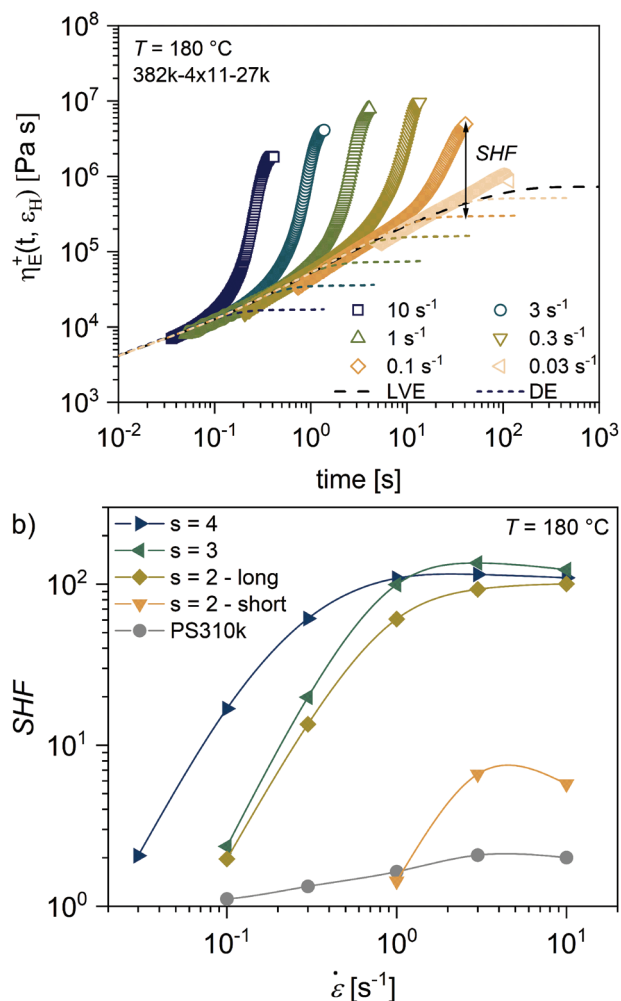 10⁸
10⁷
10⁶
10⁵
10⁴
10³
η⁺E(t, εH) [Pa s]
T = 180 °C
382k-4x11-27k
SHF
10 s⁻¹ 3 s⁻¹
1 s⁻¹ 0.3 s⁻¹
0.1 s⁻¹ 0.03 s⁻¹
LVE DE
10⁻² 10⁻¹ 10⁰ 10¹ 10² 10³
time [s]
b)
s = 4
s = 3
s = 2 - long
s = 2 - short
PS310k
T = 180 °C
10²
10¹
10⁰
SHF
10⁻¹ 10⁰ 10¹
ε̇ [s⁻¹]